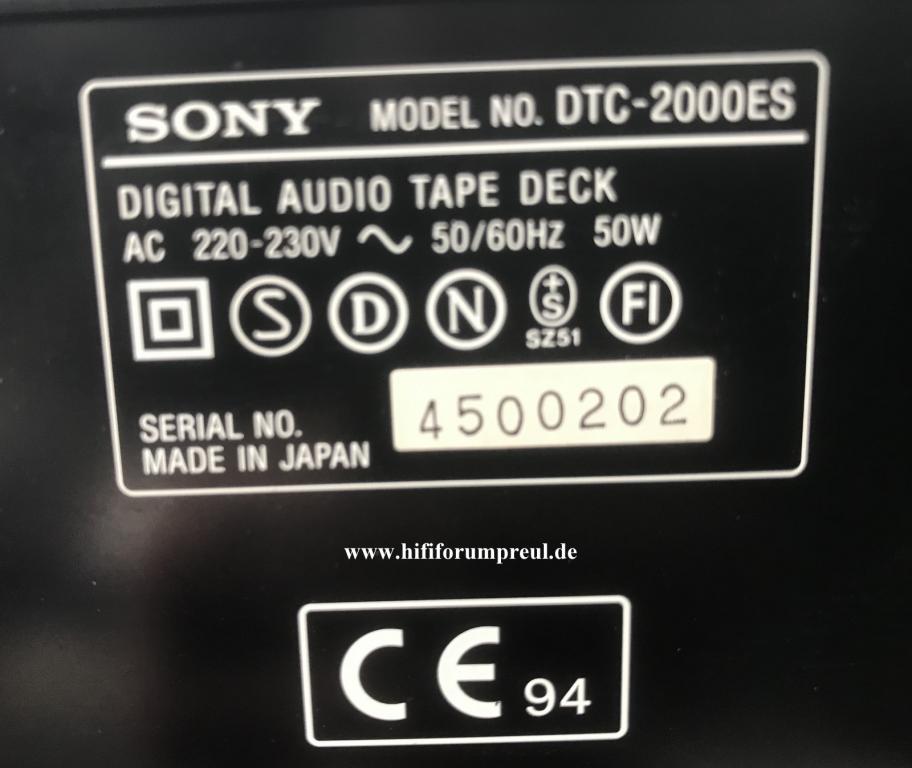 SONY MODEL NO. DTC-2000ES
DIGITAL AUDIO TAPE DECK
AC 220-230V ~ 50/60Hz 50W
S D N +S FI
SZ51
SERIAL NO. 4500202
MADE IN JAPAN
www.hififorumpreul.de
CE 94